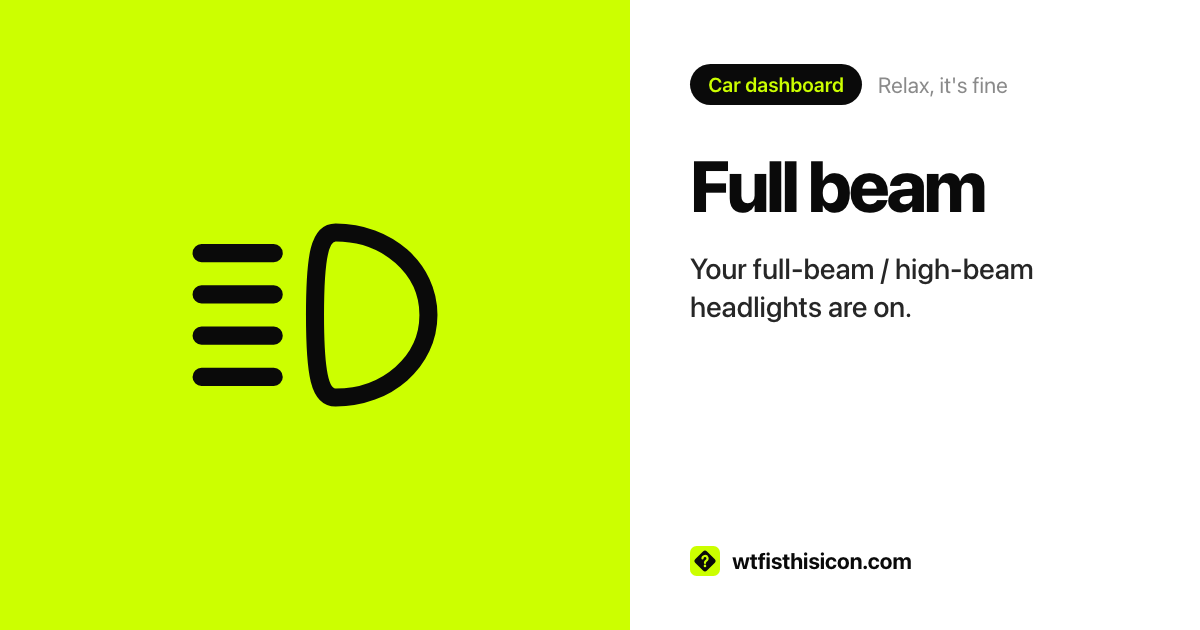 Car dashboard Relax, it's fine
Full beam
Your full-beam / high-beam
headlights are on.
? wtfisthisicon.com